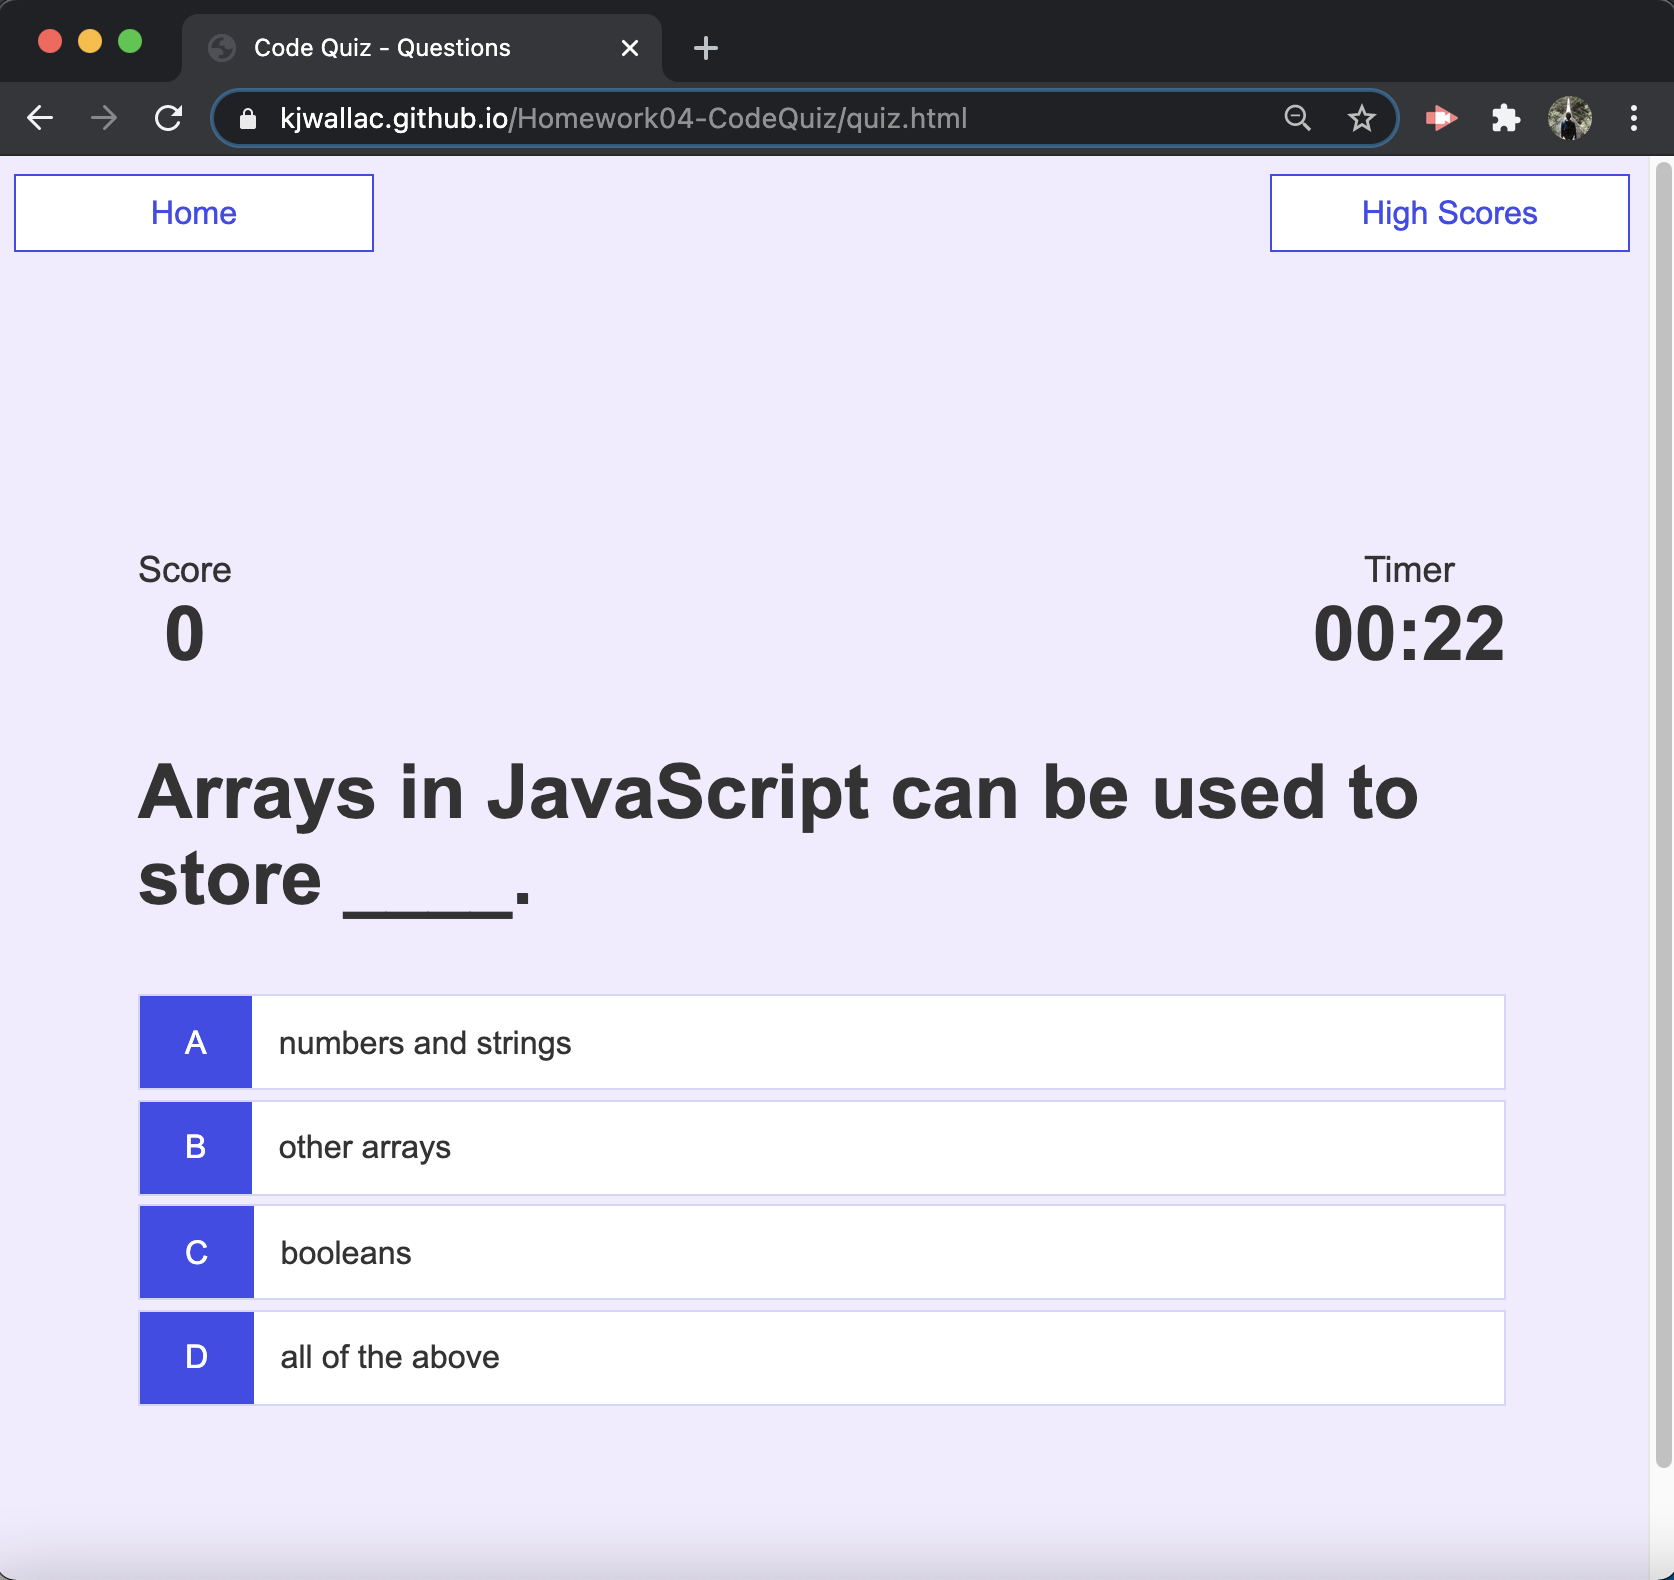 Code Quiz - Questions
kjwallac.github.io/Homework04-CodeQuiz/quiz.html
Home
High Scores
Score
0
Timer
00:22
Arrays in JavaScript can be used to
store ____.
A numbers and strings
B other arrays
C booleans
D all of the above